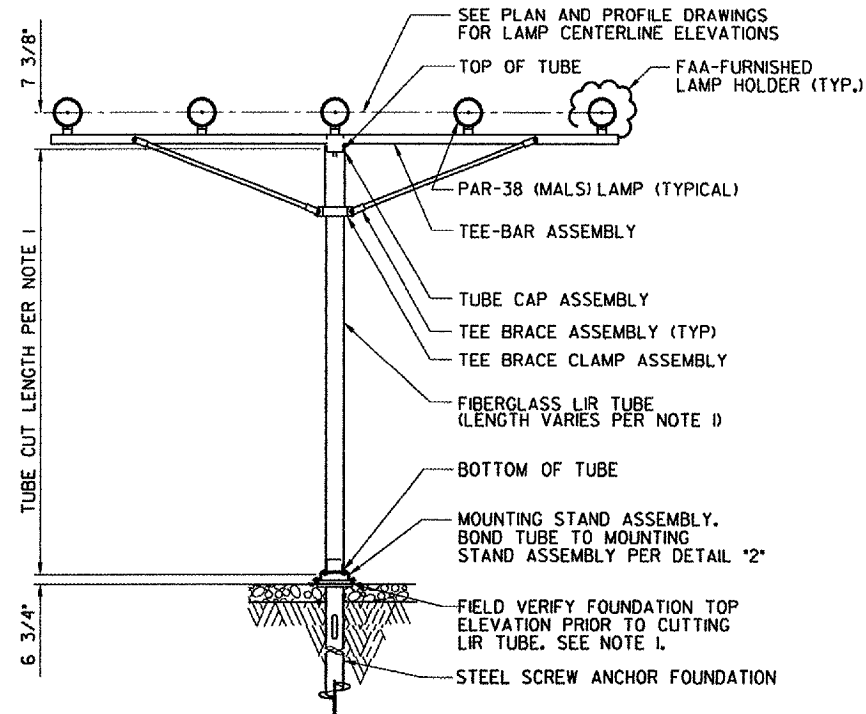 SEE PLAN AND PROFILE DRAWINGS
FOR LAMP CENTERLINE ELEVATIONS
7 3/8"
TOP OF TUBE
FAA-FURNISHED
LAMP HOLDER (TYP.)
PAR-38 (MALS) LAMP (TYPICAL)
TEE-BAR ASSEMBLY
TUBE CUT LENGTH PER NOTE 1
TUBE CAP ASSEMBLY
TEE BRACE ASSEMBLY (TYP)
TEE BRACE CLAMP ASSEMBLY
FIBERGLASS LIR TUBE
(LENGTH VARIES PER NOTE 1)
BOTTOM OF TUBE
MOUNTING STAND ASSEMBLY.
BOND TUBE TO MOUNTING
STAND ASSEMBLY PER DETAIL "2"
6 3/4"
FIELD VERIFY FOUNDATION TOP
ELEVATION PRIOR TO CUTTING
LIR TUBE. SEE NOTE 1.
STEEL SCREW ANCHOR FOUNDATION